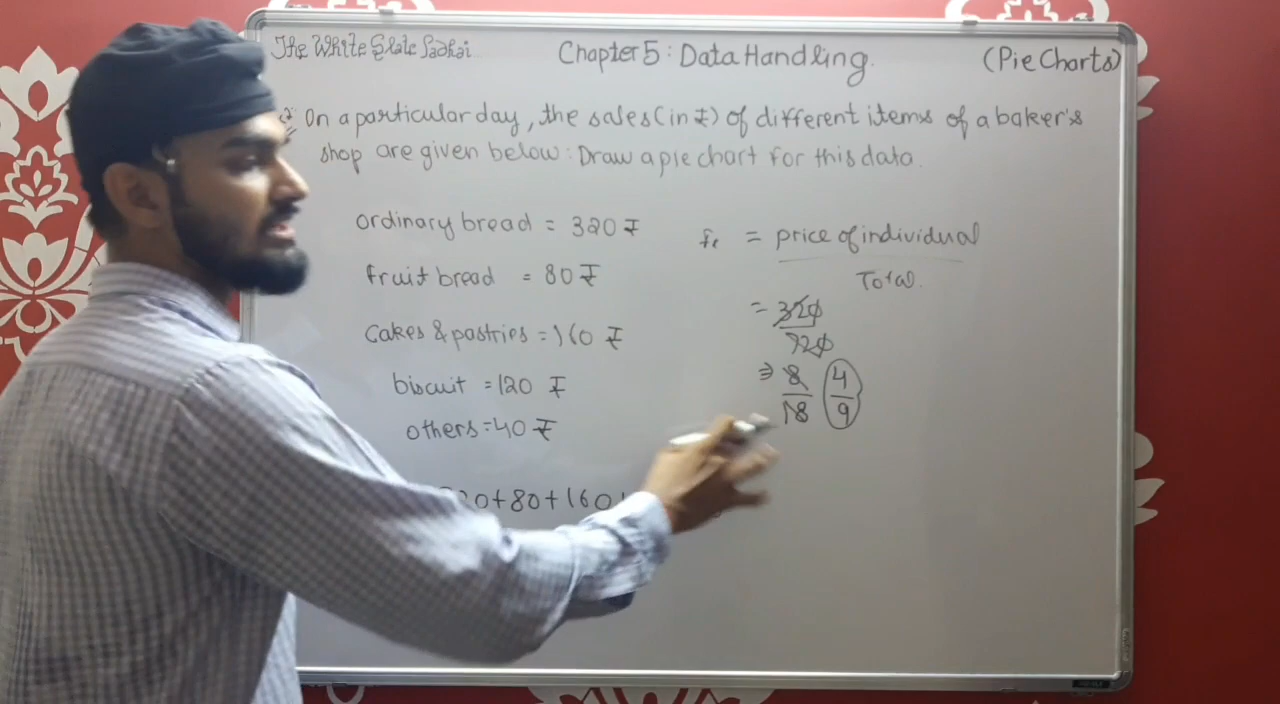 The White Slate Padhai
Chapter 5 : Data Handling.
(Pie Charts)
On a particular day, the sales (in ₹) of different items of a baker's
shop are given below: Draw a pie chart for this data.
ordinary bread = 320 ₹
fruit bread = 80 ₹
Cakes & pastries = 160 ₹
biscuit = 120 ₹
others = 40 ₹
20+80+160+
fr = price of individual
Total.
= 320
720
⇒ 8 4
18 9